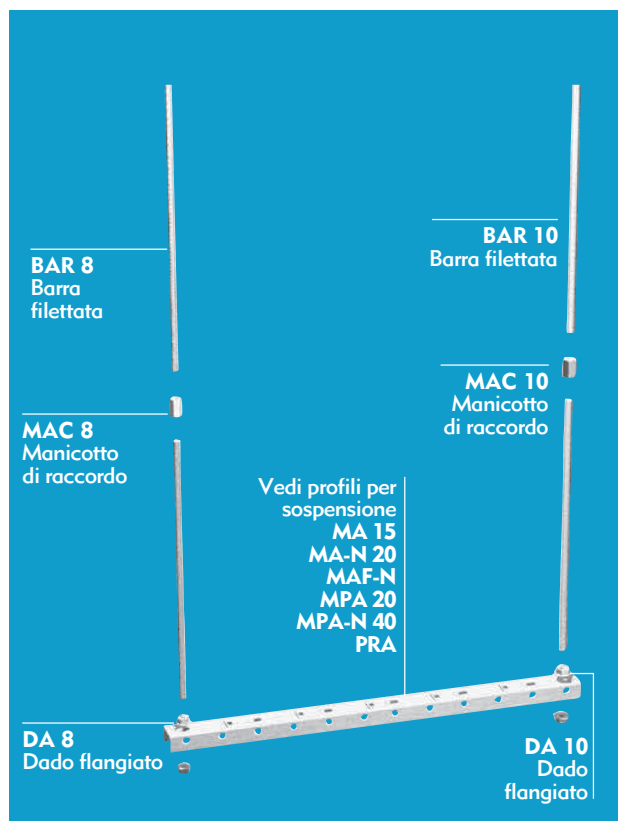 BAR 8
Barra
filettata
BAR 10
Barra filettata
MAC 8
Manicotto
di raccordo
MAC 10
Manicotto
di raccordo
Vedi profili per
sospensione
MA 15
MA-N 20
MAF-N
MPA 20
MPA-N 40
PRA
DA 8
Dado flangiato
DA 10
Dado
flangiato